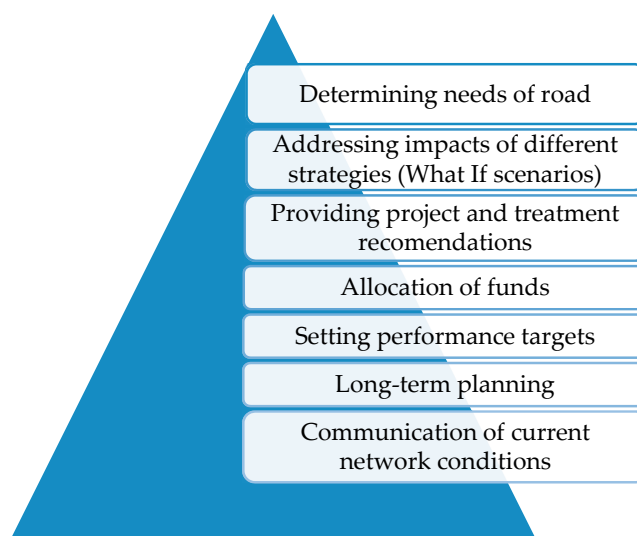 Determining needs of road
Addressing impacts of different
strategies (What If scenarios)
Providing project and treatment
recomendations
Allocation of funds
Setting performance targets
Long-term planning
Communication of current
network conditions